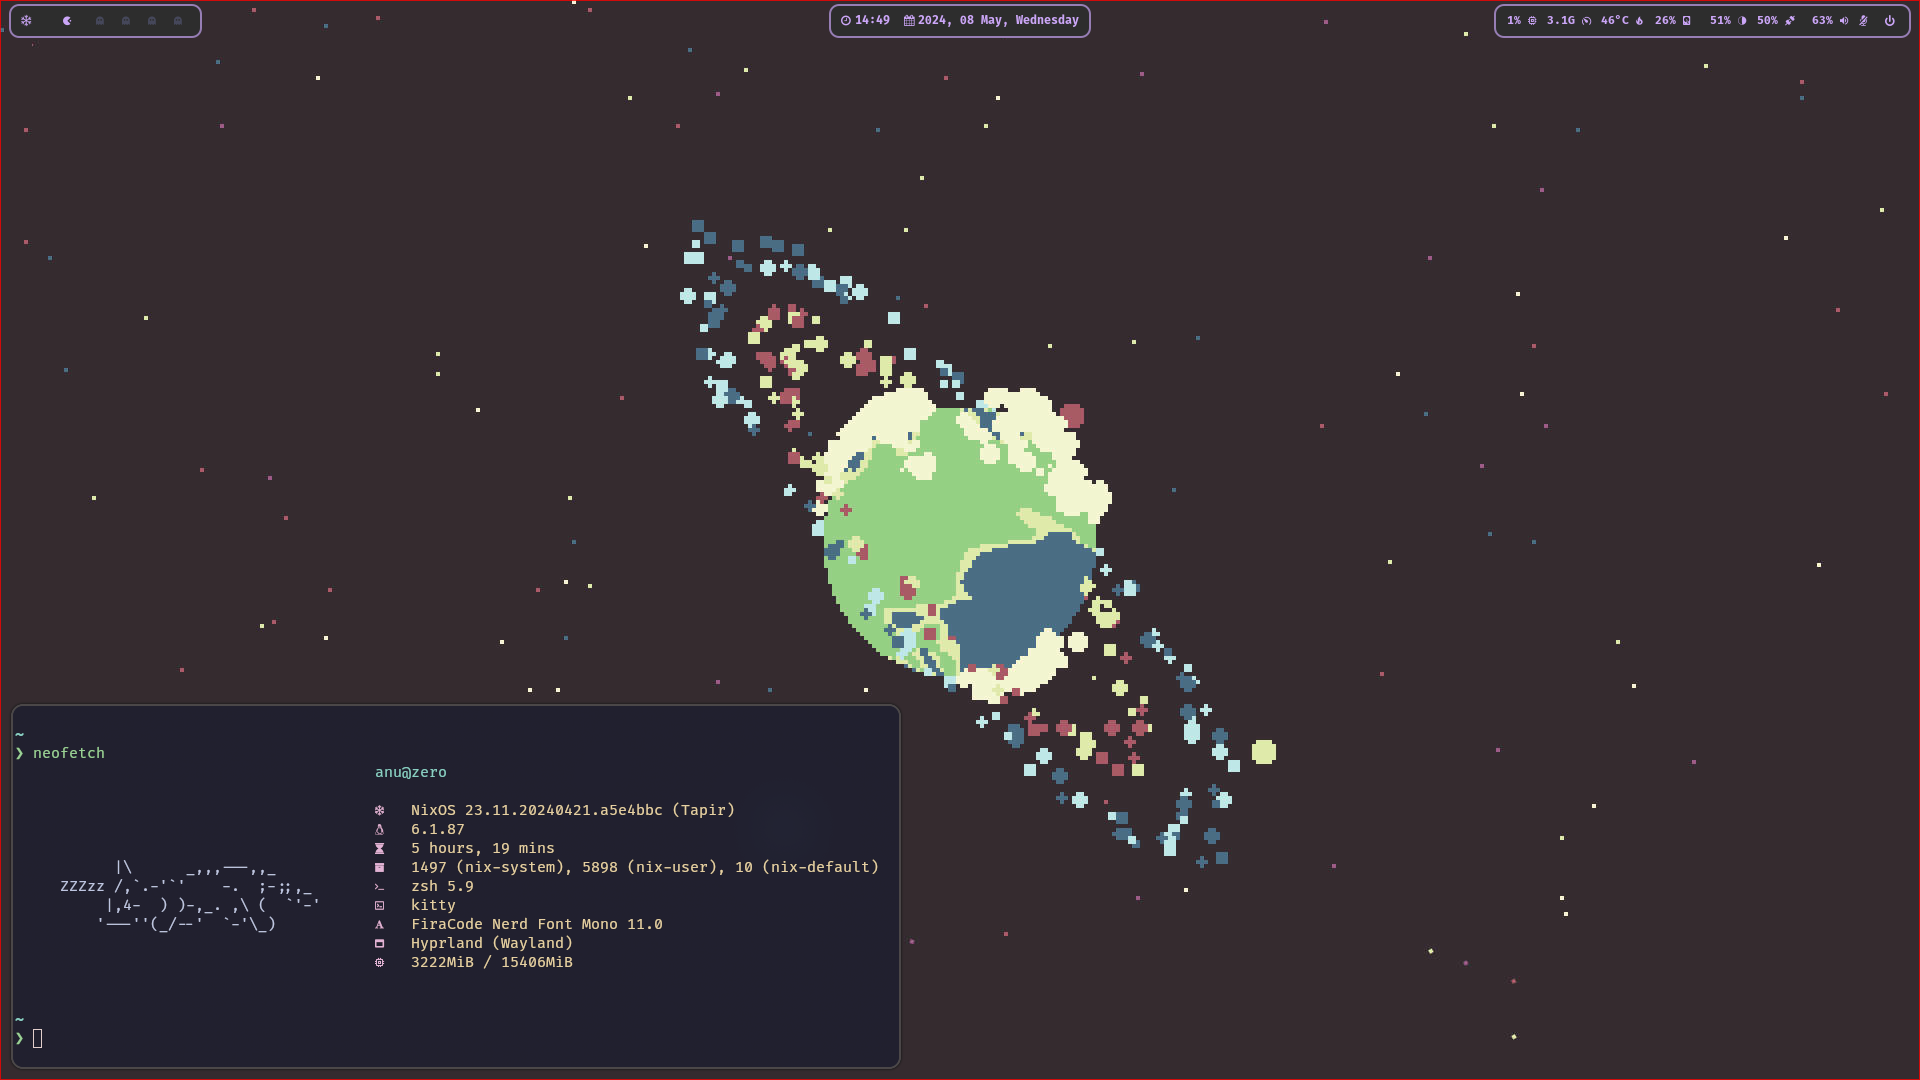 14:49 2024, 08 May, Wednesday
1% 3.1G 46°C 26% 51% 50% 63%
~
❯ neofetch
anu@zero
NixOS 23.11.20240421.a5e4bbc (Tapir)
6.1.87
5 hours, 19 mins
1497 (nix-system), 5898 (nix-user), 10 (nix-default)
zsh 5.9
kitty
FiraCode Nerd Font Mono 11.0
Hyprland (Wayland)
3222MiB / 15406MiB
ZZZzz
~
❯